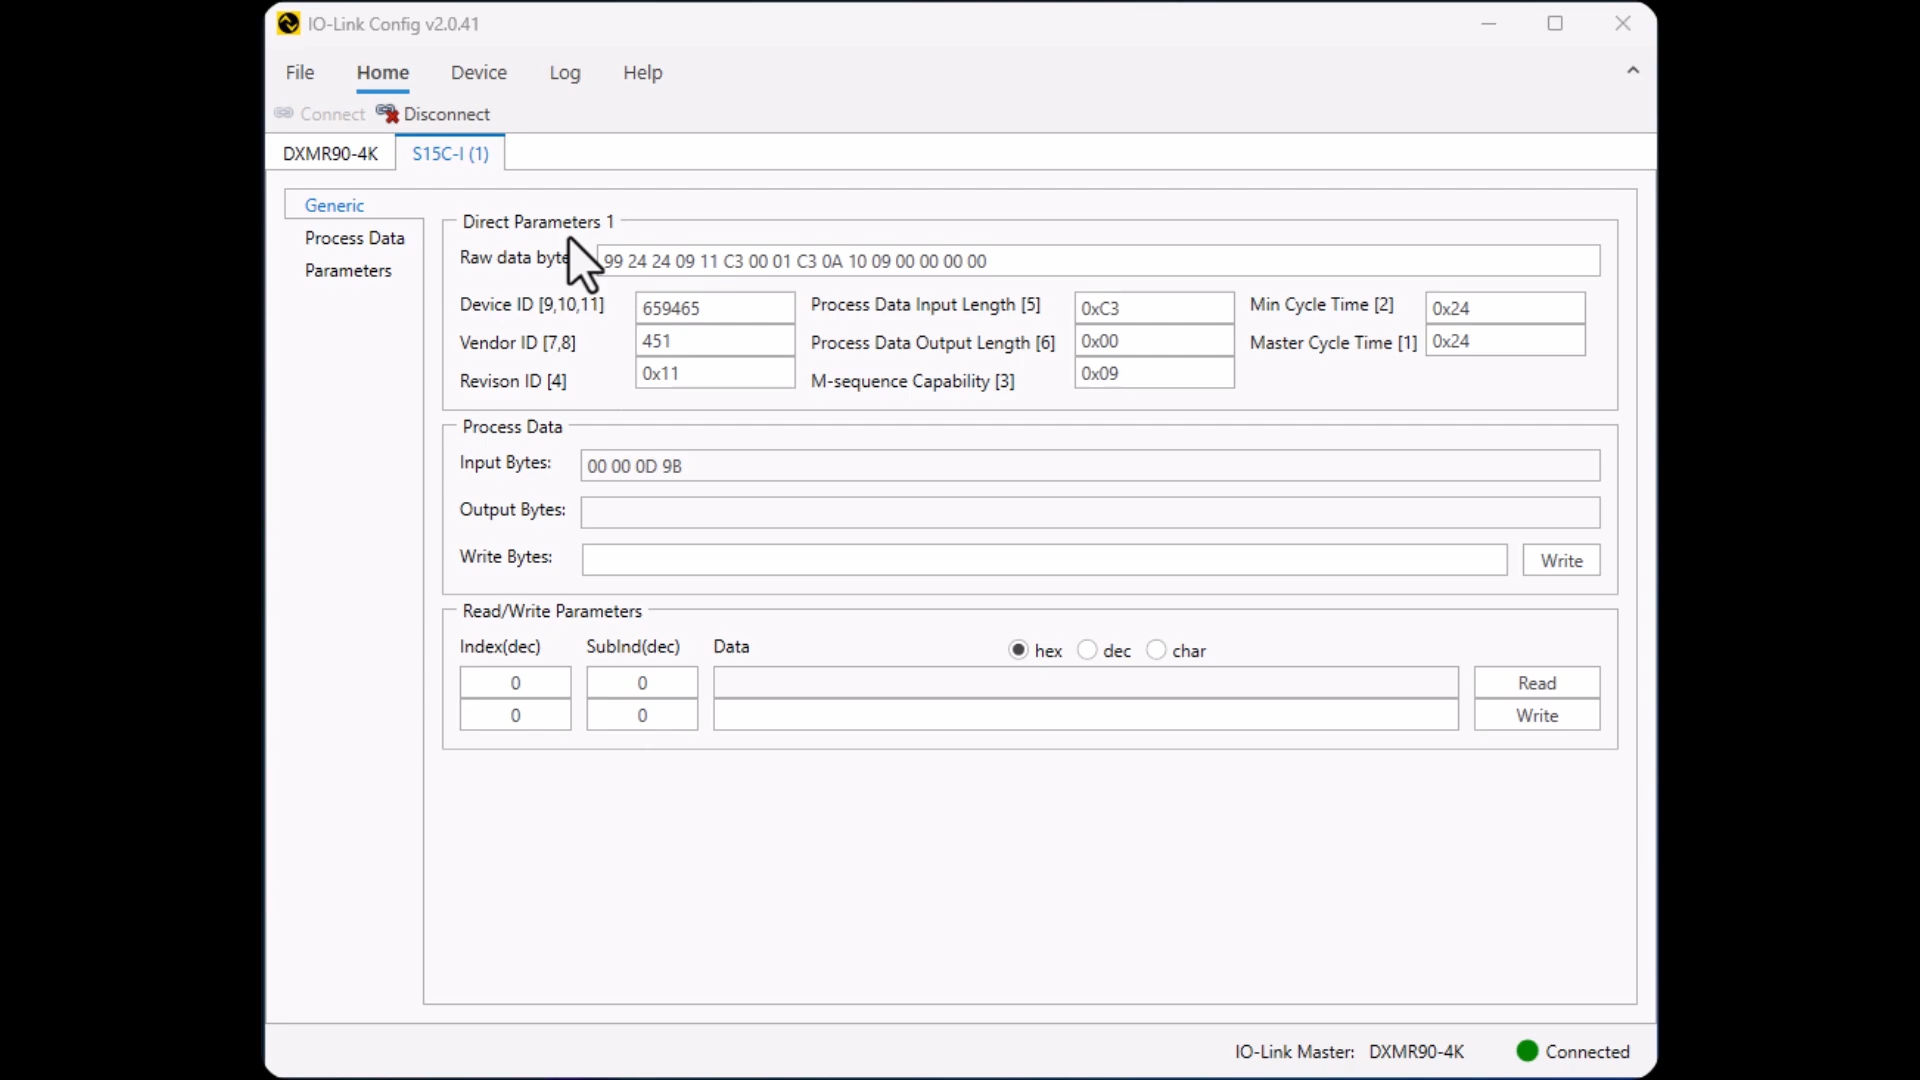 IO-Link Config v2.0.41
File Home Device Log Help
Connect Disconnect
DXMR90-4K S15C-I (1)
Generic
Process Data
Parameters
Direct Parameters 1
Raw data byte 99 24 24 09 11 C3 00 01 C3 0A 10 09 00 00 00 00
Device ID [9,10,11] 659465 Process Data Input Length [5] 0xC3 Min Cycle Time [2] 0x24
Vendor ID [7,8] 451 Process Data Output Length [6] 0x00 Master Cycle Time [1] 0x24
Revison ID [4] 0x11 M-sequence Capability [3] 0x09
Process Data
Input Bytes: 00 00 0D 9B
Output Bytes:
Write Bytes: Write
Read/Write Parameters
Index(dec) SubInd(dec) Data hex dec char
0 0 Read
0 0 Write
IO-Link Master: DXMR90-4K Connected